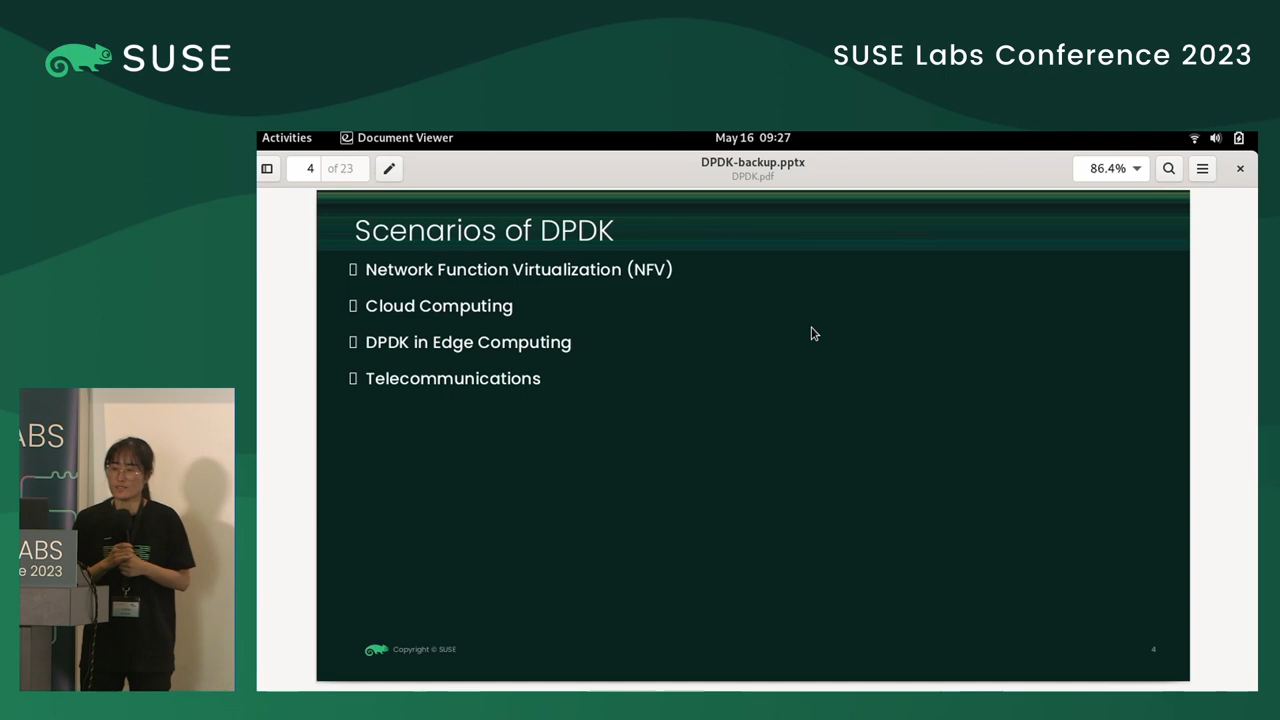 SUSE
SUSE Labs Conference 2023
Activities
Document Viewer
May 16 09:27
4 of 23
DPDK-backup.pptx
DPDK.pdf
86.4%
Scenarios of DPDK
Network Function Virtualization (NFV)
Cloud Computing
DPDK in Edge Computing
Telecommunications
Copyright © SUSE
4
ABS
ABS
e 2023